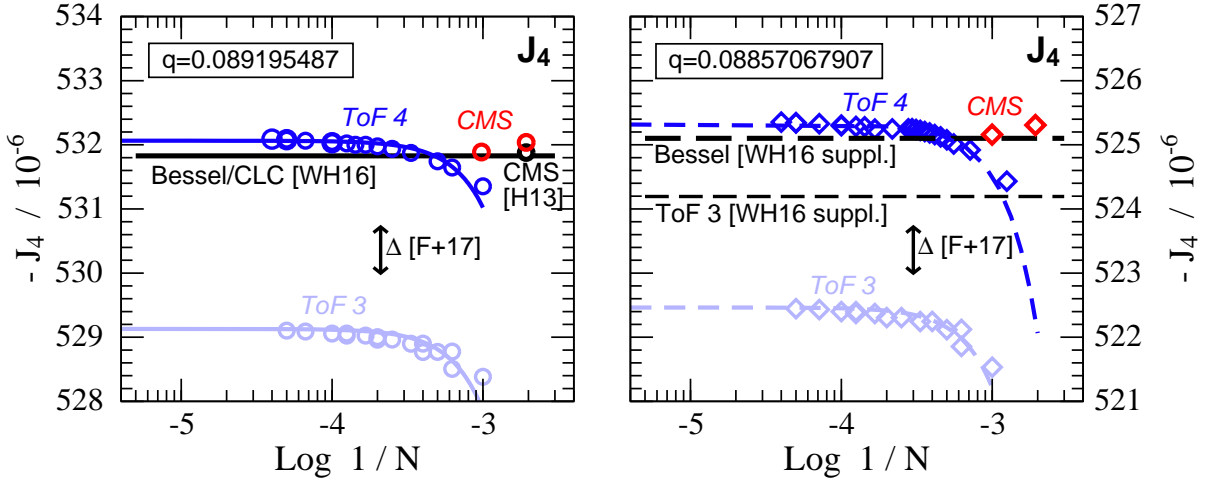 534
533
532
531
530
529
528
- J4 / 10-6
q=0.089195487
J4
ToF 4
CMS
Bessel/CLC [WH16]
CMS
[H13]
Δ [F+17]
ToF 3
-5
-4
-3
Log 1 / N
q=0.08857067907
J4
ToF 4
CMS
Bessel [WH16 suppl.]
ToF 3 [WH16 suppl.]
Δ [F+17]
ToF 3
-5
-4
-3
Log 1 / N
527
526
525
524
523
522
521
- J4 / 10-6